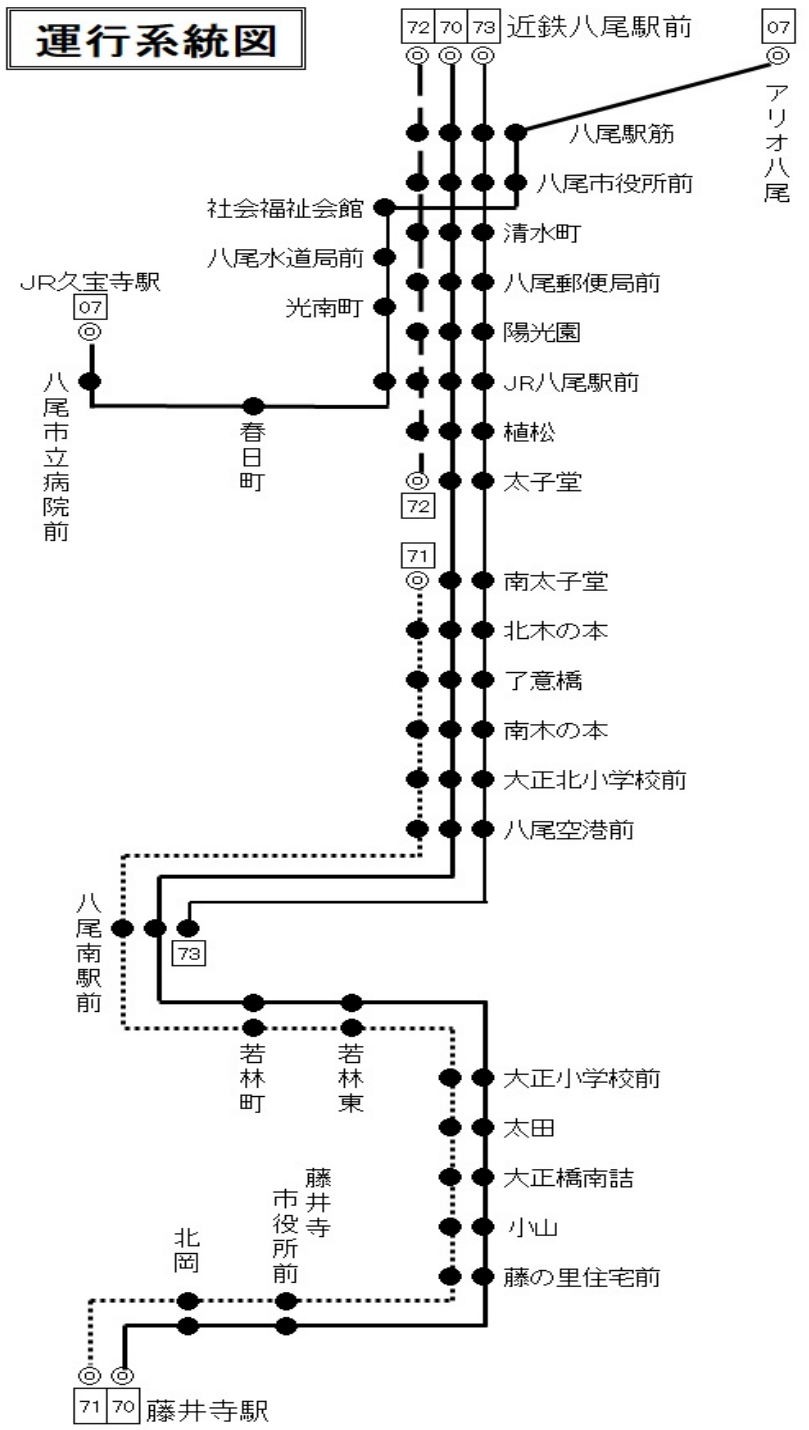 運行系統図
72 70 73 近鉄八尾駅前
07
アリオ八尾
八尾駅筋
八尾市役所前
社会福祉会館
清水町
八尾水道局前
JR久宝寺駅
07
八尾郵便局前
光南町
陽光園
八尾市立病院前
春日町
JR八尾駅前
植松
太子堂
72
71
南太子堂
北木の本
了意橋
南木の本
大正北小学校前
八尾空港前
八尾南駅前
73
若林町
若林東
大正小学校前
太田
大正橋南詰
小山
藤の里住宅前
北岡
藤井寺
市役所前
71 70 藤井寺駅